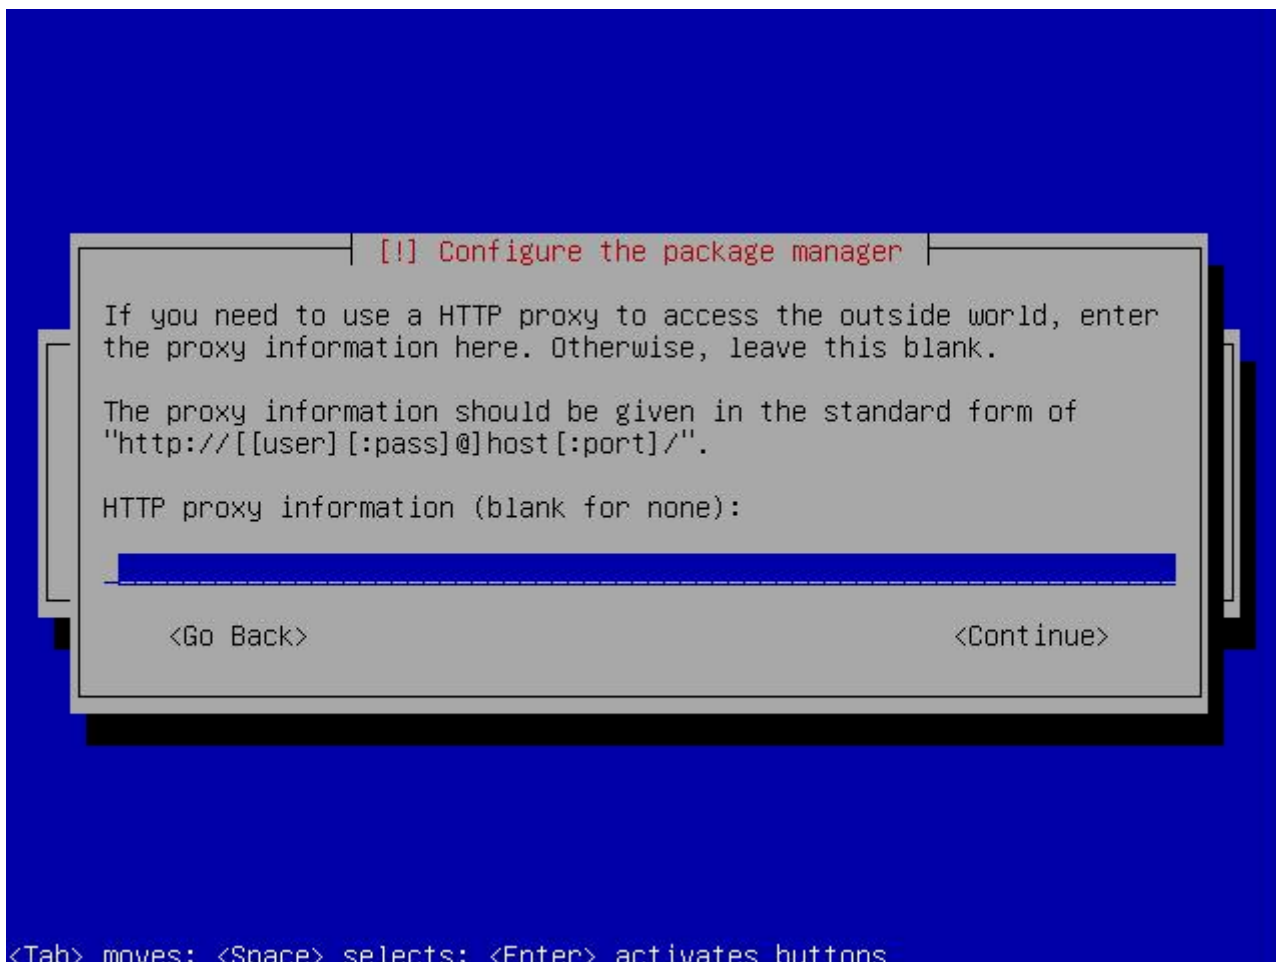 [!] Configure the package manager
If you need to use a HTTP proxy to access the outside world, enter
the proxy information here. Otherwise, leave this blank.
The proxy information should be given in the standard form of
"http://[[user][:pass]@]host[:port]/".
HTTP proxy information (blank for none):
<Go Back> <Continue>
<Tab> moves; <Space> selects; <Enter> activates buttons